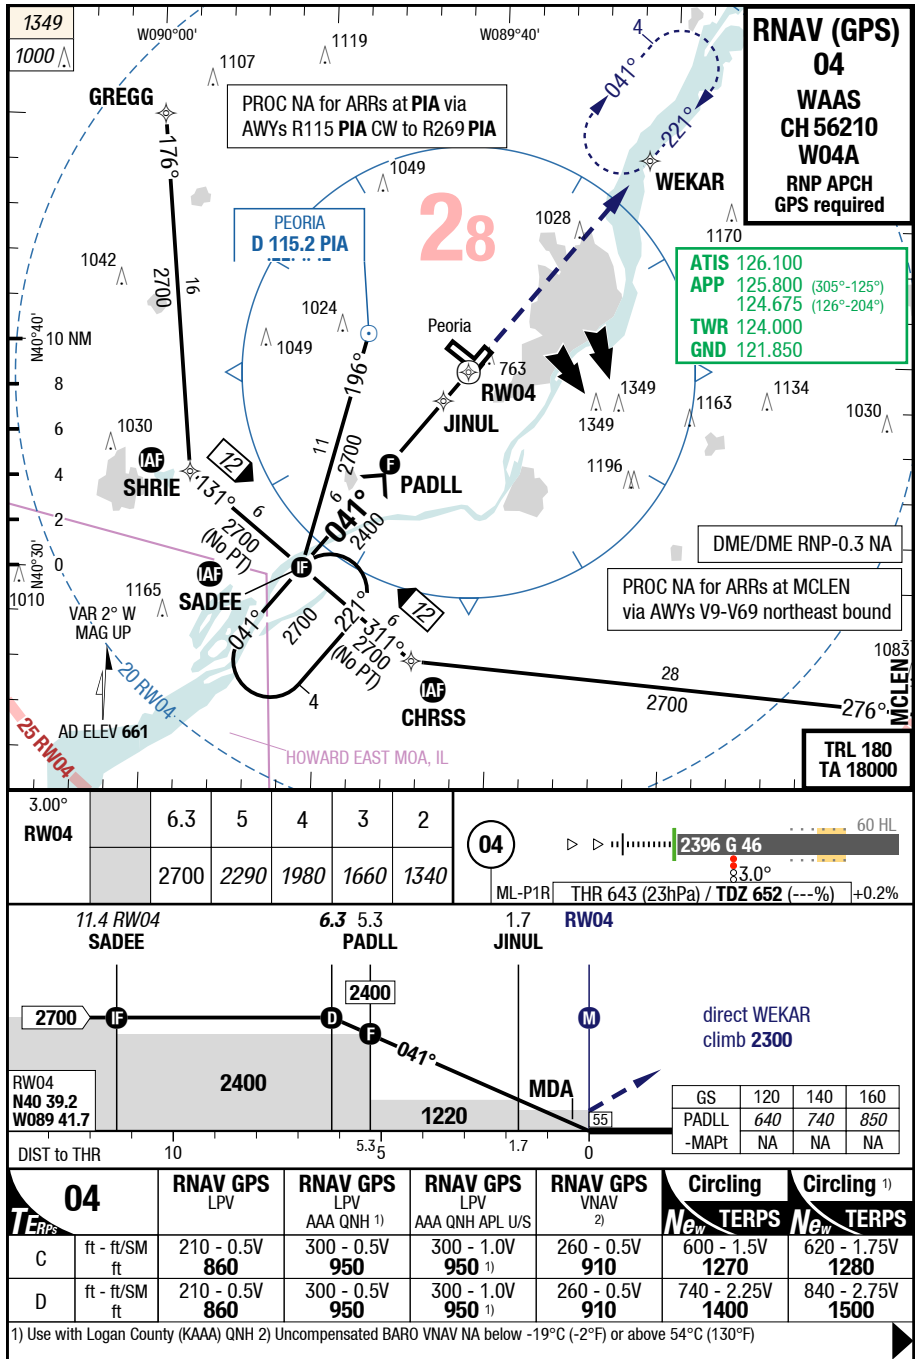 1349
1000
W090°00'
1119
W089°40'
4
1107
041°
221°
RNAV (GPS)
04
WAAS
CH 56210
W04A
RNP APCH
GPS required
GREGG
176°
PROC NA for ARRs at PIA via
AWYs R115 PIA CW to R269 PIA
1049
WEKAR
PEORIA
D 115.2 PIA
28
1028
1170
ATIS 126.100
APP 125.800 (305°-125°)
124.675 (126°-204°)
TWR 124.000
GND 121.850
1042
16
2700
1024
1049
Peoria
N40°40'
10 NM
8
6
4
2
0
N40°30'
196°
763
RW04
JINUL
1349
1349
1163
1134
1030
1030
1196
IAF
SHRIE
12
131°
6
2700
(No PT)
11
2700
F
PADLL
6
041°
2400
DME/DME RNP-0.3 NA
1010
1165
IAF
SADEE
IF
12
PROC NA for ARRs at MCLEN
via AWYs V9-V69 northeast bound
VAR 2° W
MAG UP
041°
2700
221°
4
6
311°
2700
(No PT)
1083
MCLEN
20 RW04
28
2700
276°
IAF
CHRSS
AD ELEV 661
25 RW04
HOWARD EAST MOA, IL
TRL 180
TA 18000
3.00°
RW04
6.3 5 4 3 2
2700 2290 1980 1660 1340
04
60 HL
2396 G 46
3.0°
ML-P1R
THR 643 (23hPa) / TDZ 652 (---%)
+0.2%
11.4 RW04
SADEE
6.3 5.3
PADLL
1.7
JINUL
RW04
2400
2700
IF
D
F
M
direct WEKAR
climb 2300
041°
2400
MDA
1220
55
RW04
N40 39.2
W089 41.7
GS 120 140 160
PADLL 640 740 850
-MAPt NA NA NA
DIST to THR
10 5.3 5 1.7 0
TERPs
04
RNAV GPS
LPV
RNAV GPS
LPV
AAA QNH 1)
RNAV GPS
LPV
AAA QNH APL U/S
RNAV GPS
VNAV
2)
Circling
New TERPS
Circling 1)
New TERPS
C ft - ft/SM 210 - 0.5V 300 - 0.5V 300 - 1.0V 260 - 0.5V 600 - 1.5V 620 - 1.75V
ft 860 950 950 1) 910 1270 1280
D ft - ft/SM 210 - 0.5V 300 - 0.5V 300 - 1.0V 260 - 0.5V 740 - 2.25V 840 - 2.75V
ft 860 950 950 1) 910 1400 1500
1) Use with Logan County (KAAA) QNH 2) Uncompensated BARO VNAV NA below -19°C (-2°F) or above 54°C (130°F)